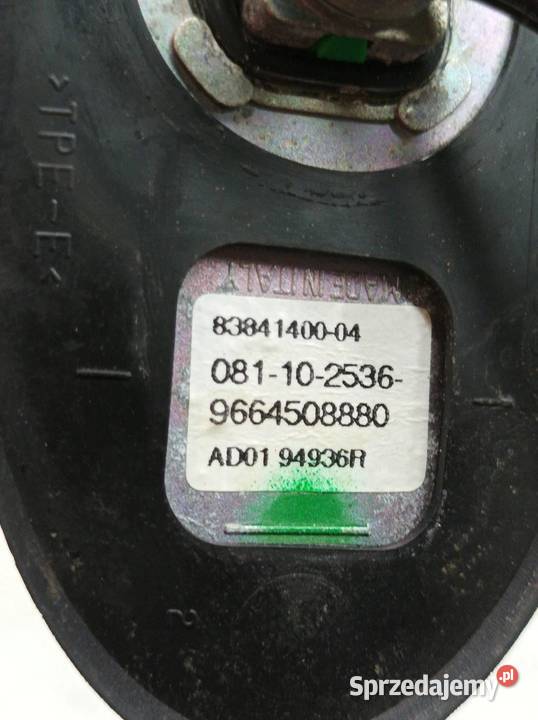 >TPE-E<
MADE IN ITALY
83841400-04
081-10-2536-
9664508880
AD01 94936R
2
Sprzedajemy.pl